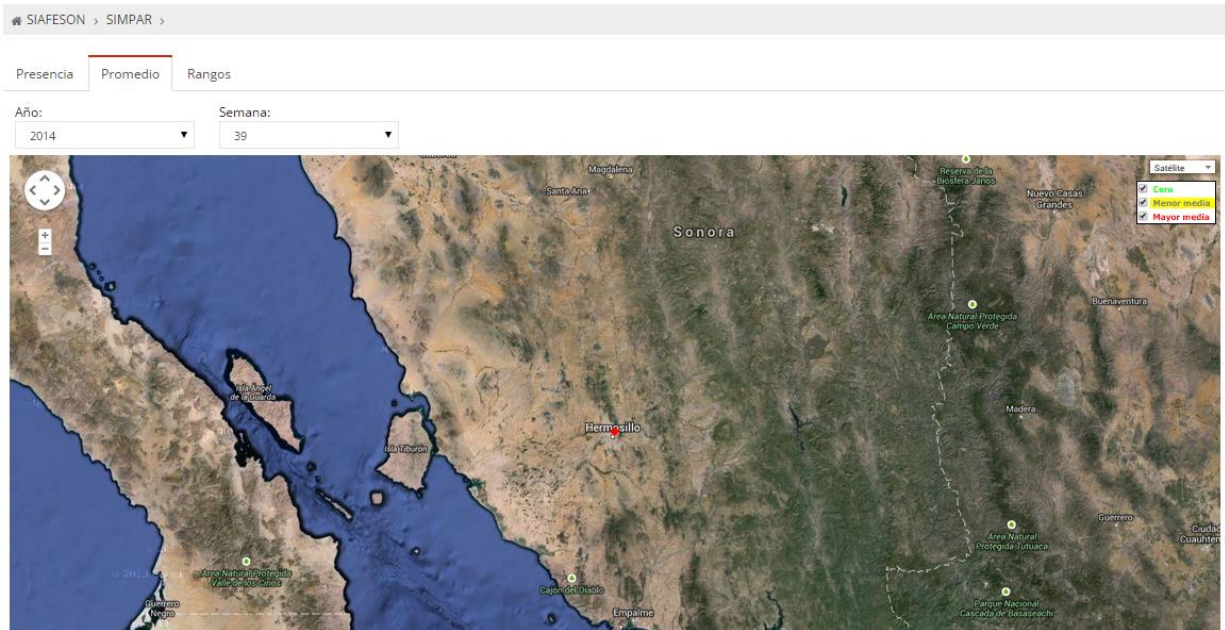 SIAFESON > SIMPAR >
Presencia Promedio Rangos
Año: Semana:
2014 39
Satélite
Cero
Menor media
Mayor media
Magdalena
Santa Ana
Reserva de la
Biosfera Janos
Nuevo Casas
Grandes
Sonora
Buenaventura
Área Natural Protegida
Campo Verde
Isla Ángel
de la Guarda
Madera
Hermosillo
Isla Tiburón
Guerrero
Ciudad
Cuauhtém
Área Natural
Protegida Tutuaca
Área Natural Protegida
Valle de los Cirios
Cajón del Diablo
Guerrero
Negro
Empalme
Parque Nacional
Cascada de Basaseachi